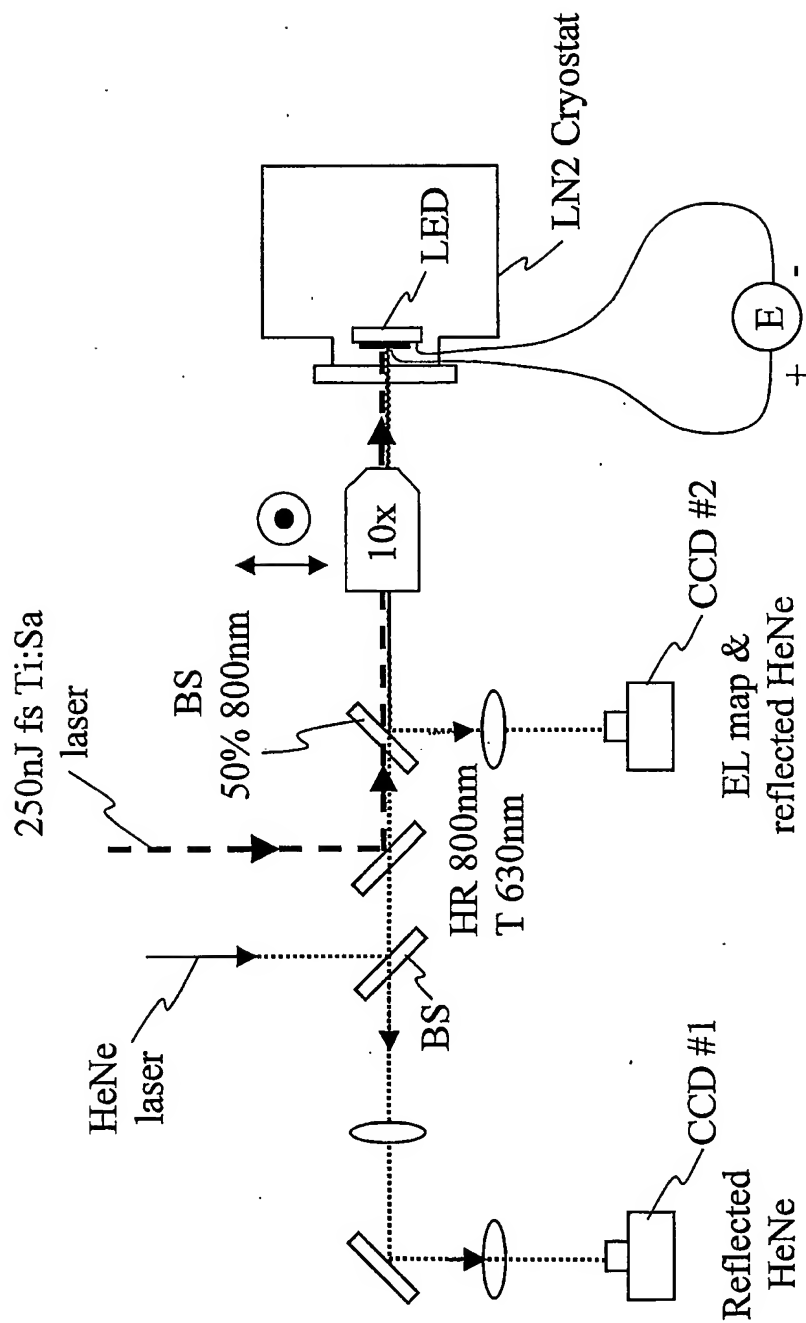 250nJ fs Ti:Sa
laser
HeNe
laser
BS
50% 800nm
10x
LED
LN2 Cryostat
HR 800nm
T 630nm
BS
E
+
-
CCD #1
Reflected
HeNe
CCD #2
EL map &
reflected HeNe